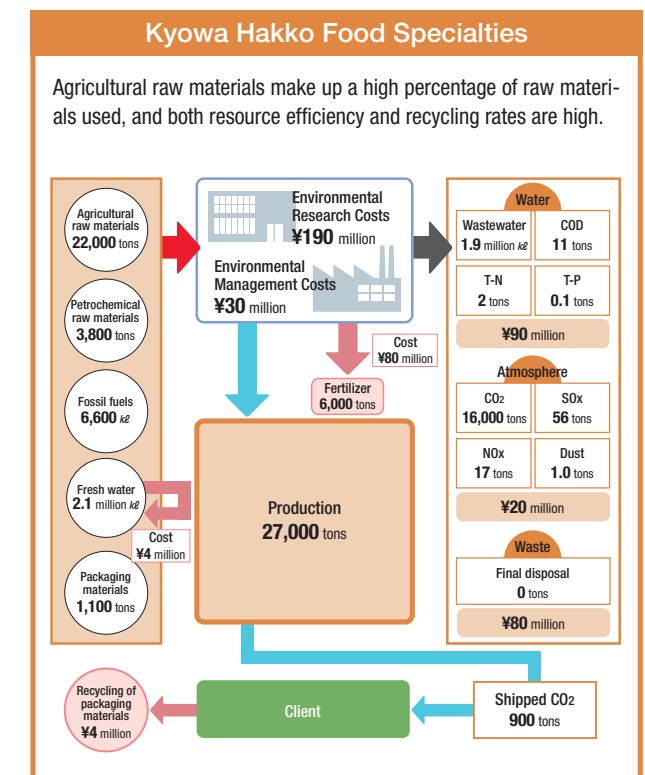 Kyowa Hakko Food Specialties
Agricultural raw materials make up a high percentage of raw materi-
als used, and both resource efficiency and recycling rates are high.
Agricultural
raw materials
22,000 tons
Petrochemical
raw materials
3,800 tons
Fossil fuels
6,600 kℓ
Fresh water
2.1 million kℓ
Cost
¥4 million
Packaging
materials
1,100 tons
Environmental
Research Costs
¥190 million
Environmental
Management Costs
¥30 million
Cost
¥80 million
Fertilizer
6,000 tons
Production
27,000 tons
Water
Wastewater
1.9 million kℓ
COD
11 tons
T-N
2 tons
T-P
0.1 tons
¥90 million
Atmosphere
CO2
16,000 tons
SOx
56 tons
NOx
17 tons
Dust
1.0 tons
¥20 million
Waste
Final disposal
0 tons
¥80 million
Shipped CO2
900 tons
Client
Recycling of
packaging
materials
¥4 million